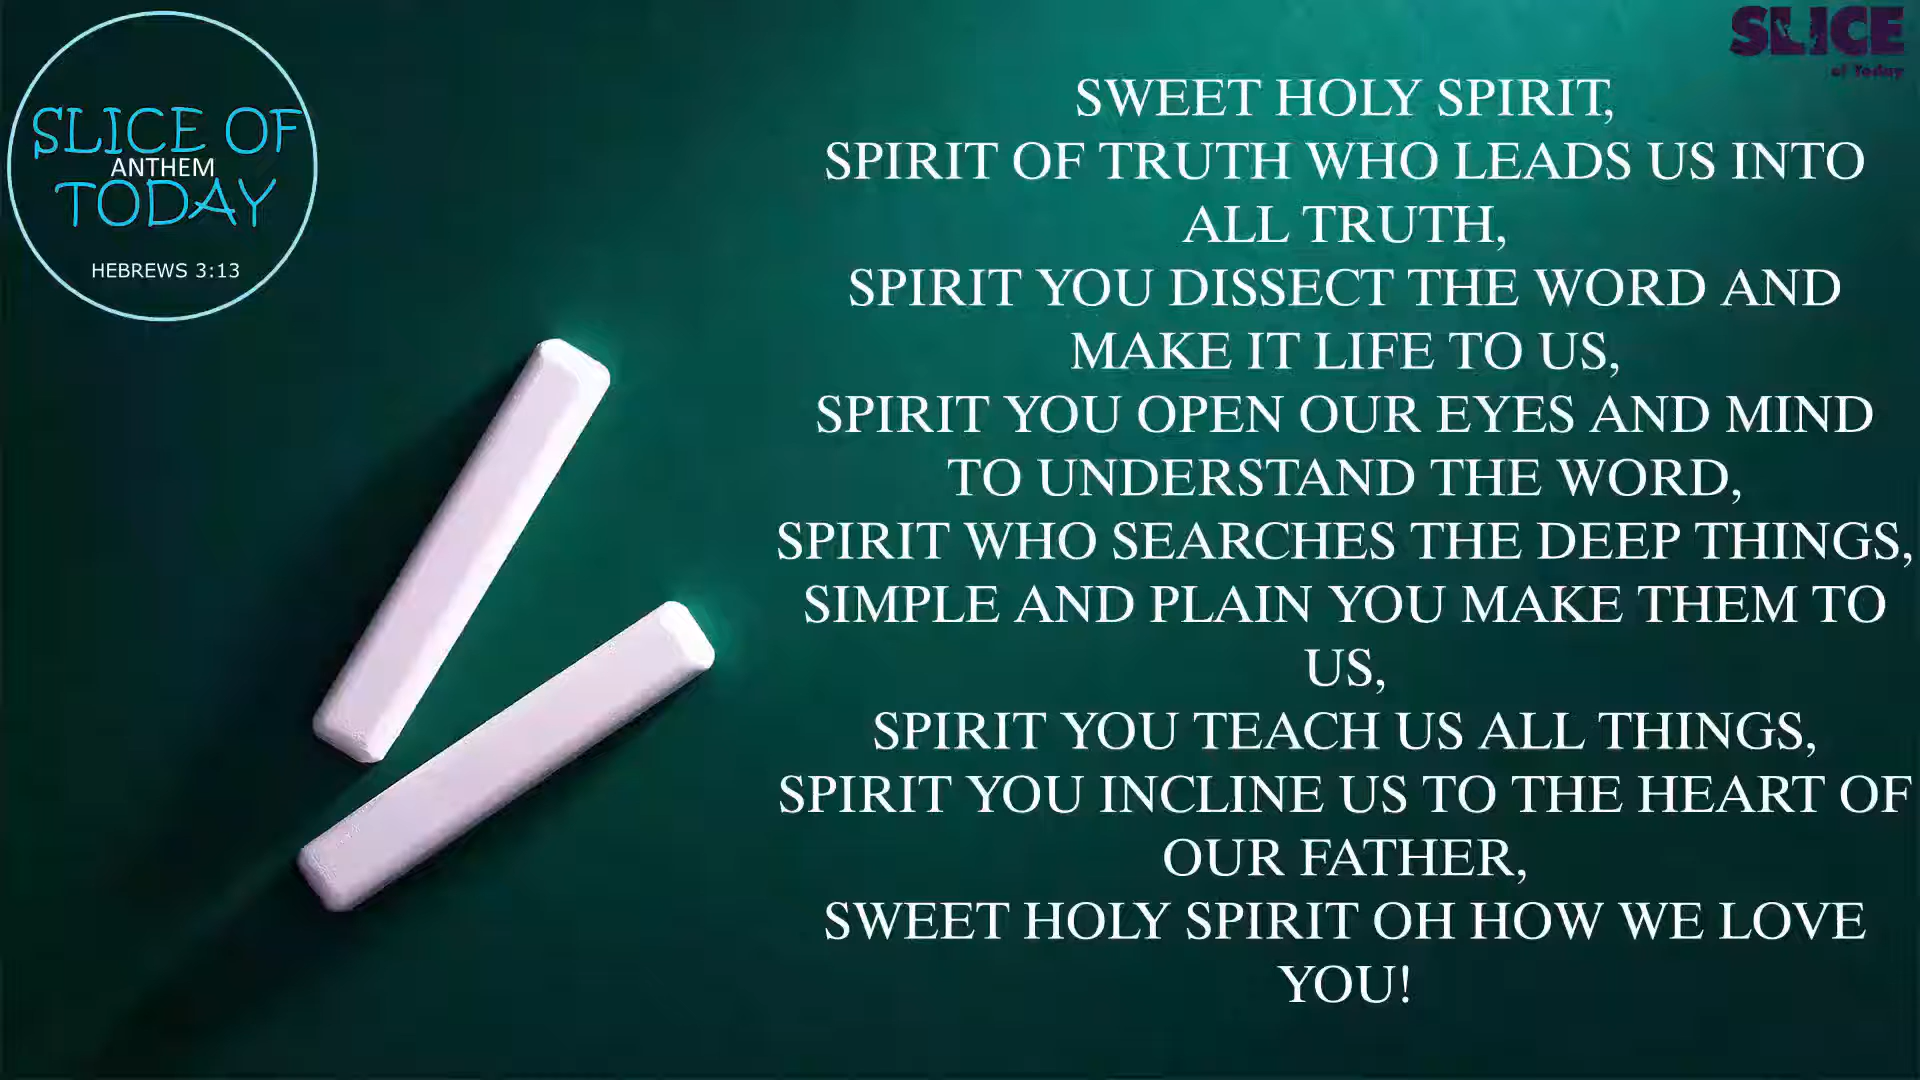 SLICE OF
ANTHEM
TODAY
HEBREWS 3:13
SLICE
of Today
SWEET HOLY SPIRIT,
SPIRIT OF TRUTH WHO LEADS US INTO
ALL TRUTH,
SPIRIT YOU DISSECT THE WORD AND
MAKE IT LIFE TO US,
SPIRIT YOU OPEN OUR EYES AND MIND
TO UNDERSTAND THE WORD,
SPIRIT WHO SEARCHES THE DEEP THINGS,
SIMPLE AND PLAIN YOU MAKE THEM TO
US,
SPIRIT YOU TEACH US ALL THINGS,
SPIRIT YOU INCLINE US TO THE HEART OF
OUR FATHER,
SWEET HOLY SPIRIT OH HOW WE LOVE
YOU!